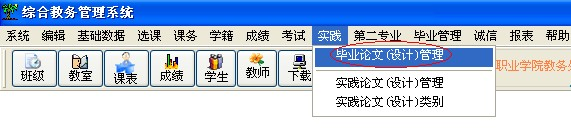 综合教务管理系统
系统 编辑 基础数据 选课 课务 学籍 成绩 考试 实践 第二专业 毕业管理 诚信 报表 帮助
毕业论文(设计)管理
班级 教室 课表 成绩 学生 教师 下载
职业学院教务处
实践论文(设计)管理
实践论文(设计)类别